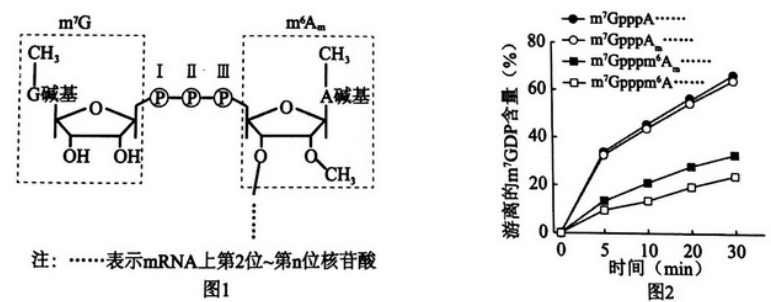 m⁷G
m⁶Aₘ
CH₃
G碱基
O
OH OH
Ⅰ Ⅱ Ⅲ
P P P
CH₃
A碱基
O
O O
CH₃
注：……表示mRNA上第2位~第n位核苷酸
图1
m⁷GpppA……
m⁷GpppAₘ……
m⁷Gpppm⁶Aₘ……
m⁷Gpppm⁶A……
游离的m⁷GDP含量（%）
80
60
40
20
0
0 5 10 20 30
时间（min）
图2